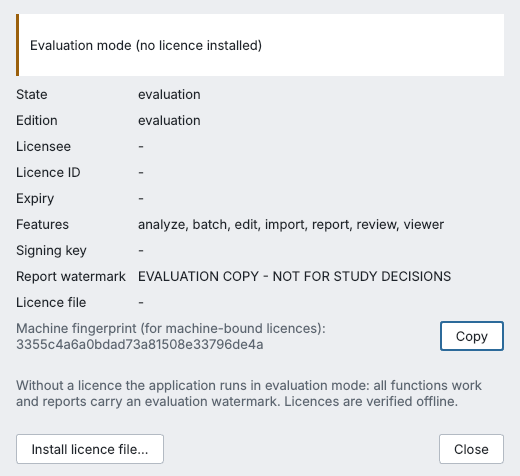 Evaluation mode (no licence installed)
State evaluation
Edition evaluation
Licensee -
Licence ID -
Expiry -
Features analyze, batch, edit, import, report, review, viewer
Signing key -
Report watermark EVALUATION COPY - NOT FOR STUDY DECISIONS
Licence file -
Machine fingerprint (for machine-bound licences):
3355c4a6a0bdad73a81508e33796de4a
Copy
Without a licence the application runs in evaluation mode: all functions work
and reports carry an evaluation watermark. Licences are verified offline.
Install licence file... Close